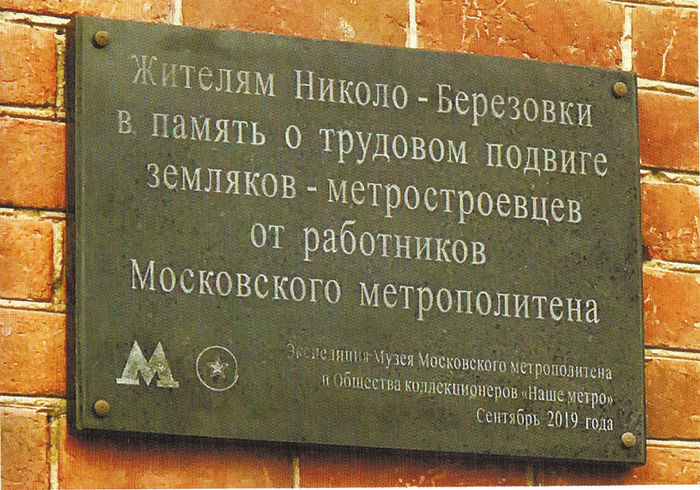 Жителям Николо - Березовки
в память о трудовом подвиге
земляков - метростроевцев
от работников
Московского метрополитена
М
Экспедиция Музея Московского метрополитена
и Общества коллекционеров «Наше метро»
Сентябрь 2019 года